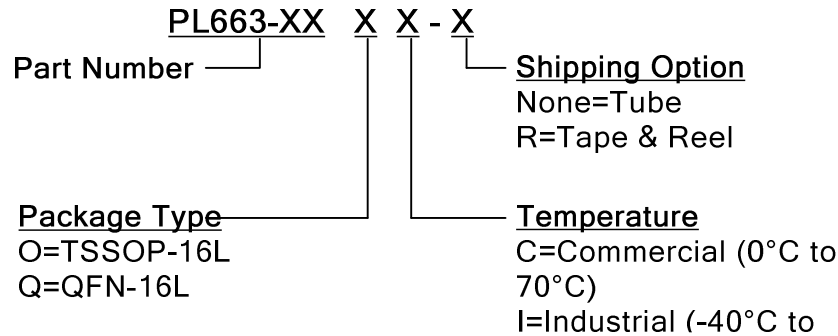 PL663-XX X X - X
Part Number
Shipping Option
None=Tube
R=Tape & Reel
Package Type
O=TSSOP-16L
Q=QFN-16L
Temperature
C=Commercial (0°C to
70°C)
I=Industrial (-40°C to